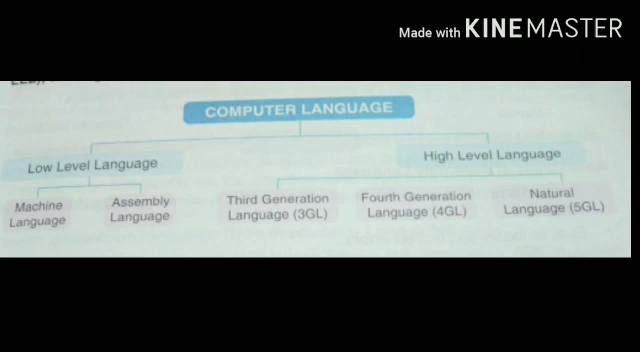 Made with KINEMASTER
COMPUTER LANGUAGE
Low Level Language
High Level Language
Machine
Language
Assembly
Language
Third Generation
Language (3GL)
Fourth Generation
Language (4GL)
Natural
Language (5GL)